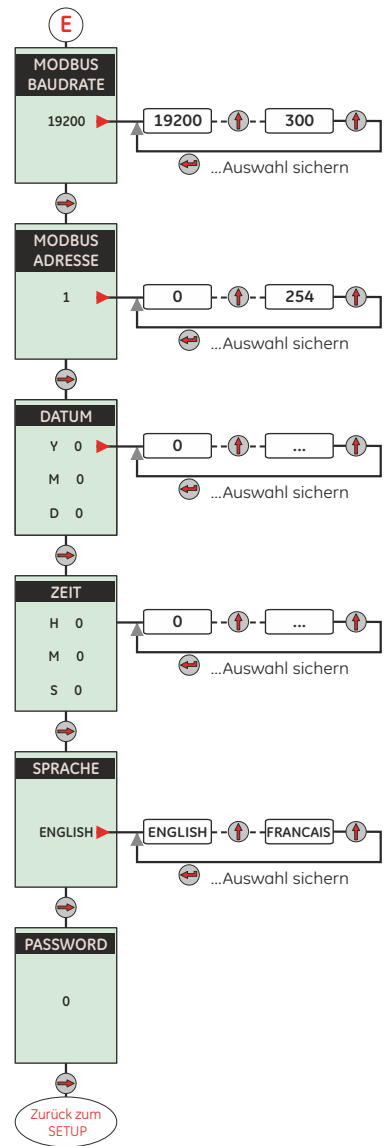 E
MODBUS
BAUDRATE
19200
19200
300
...Auswahl sichern
MODBUS
ADRESSE
1
0
254
...Auswahl sichern
DATUM
Y 0
0
...
M 0
D 0
...Auswahl sichern
ZEIT
H 0
0
...
M 0
S 0
...Auswahl sichern
SPRACHE
ENGLISH
ENGLISH
FRANCAIS
...Auswahl sichern
PASSWORD
0
Zurück zum
SETUP